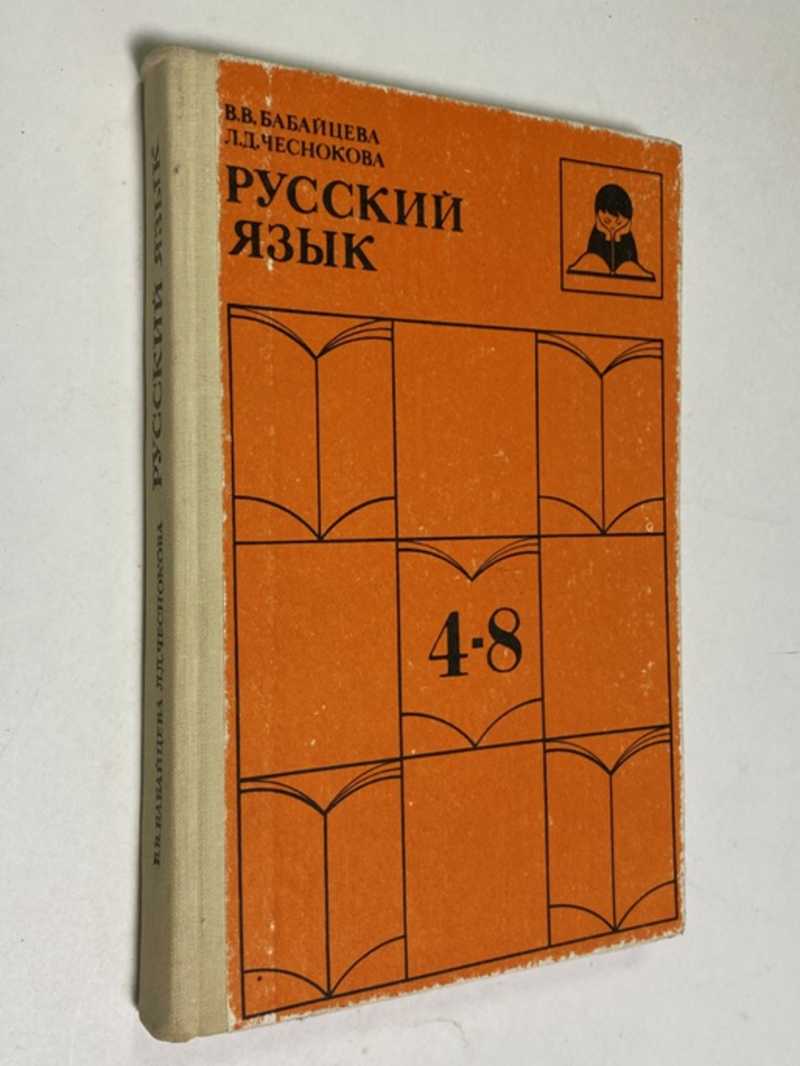 В.В. БАБАЙЦЕВА
Л.Д. ЧЕСНОКОВА
РУССКИЙ
ЯЗЫК
4-8
В.В. БАБАЙЦЕВА Л.Д. ЧЕСНОКОВА РУССКИЙ ЯЗЫК